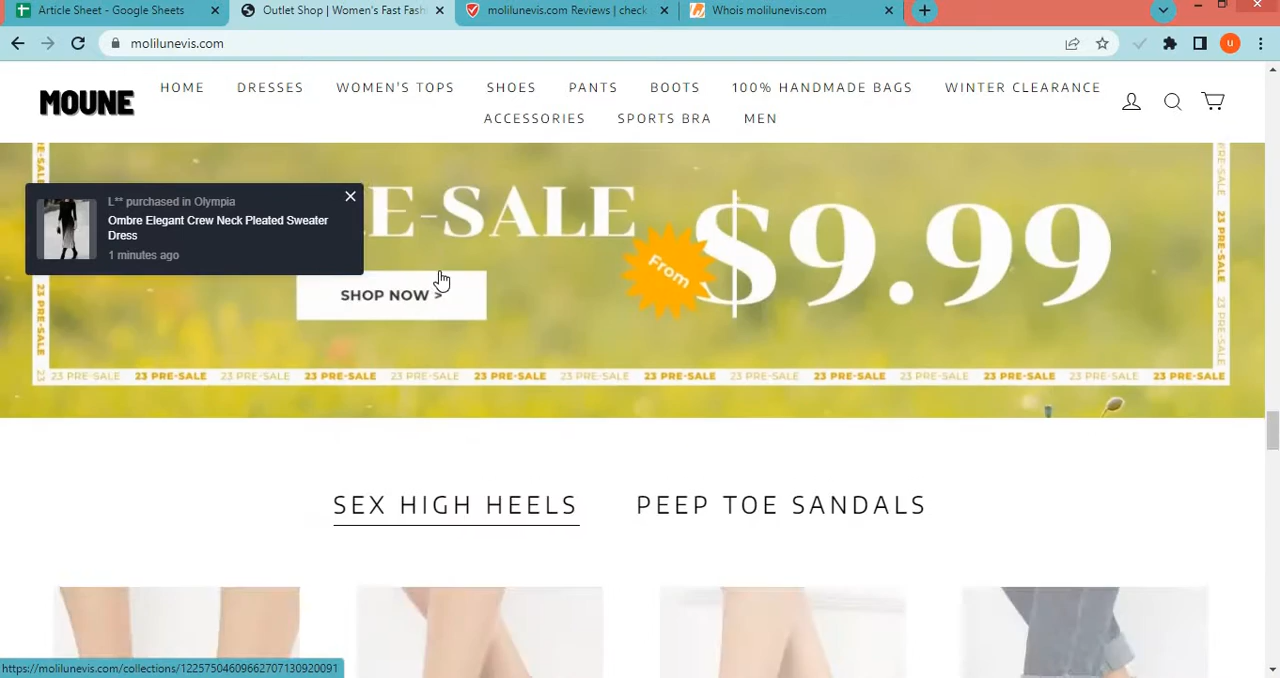 Article Sheet - Google Sheets
Outlet Shop | Women's Fast Fash
molilunevis.com Reviews | check
Whois molilunevis.com
molilunevis.com
U
MOUNE
HOME
DRESSES
WOMEN'S TOPS
SHOES
PANTS
BOOTS
100% HANDMADE BAGS
WINTER CLEARANCE
ACCESSORIES
SPORTS BRA
MEN
L** purchased in Olympia
Ombre Elegant Crew Neck Pleated Sweater
Dress
1 minutes ago
E-SALE
From
$9.99
SHOP NOW >
23 PRE-SALE 23 PRE-SALE 23 PRE-SALE 23 PRE-SALE 23 PRE-SALE 23 PRE-SALE 23 PRE-SALE 23 PRE-SALE 23 PRE-SALE 23 PRE-SALE 23 PRE-SALE 23 PRE-SALE 23 PRE-SALE 23 PRE-SALE
SEX HIGH HEELS
PEEP TOE SANDALS
https://molilunevis.com/collections/12257504609662707130920091